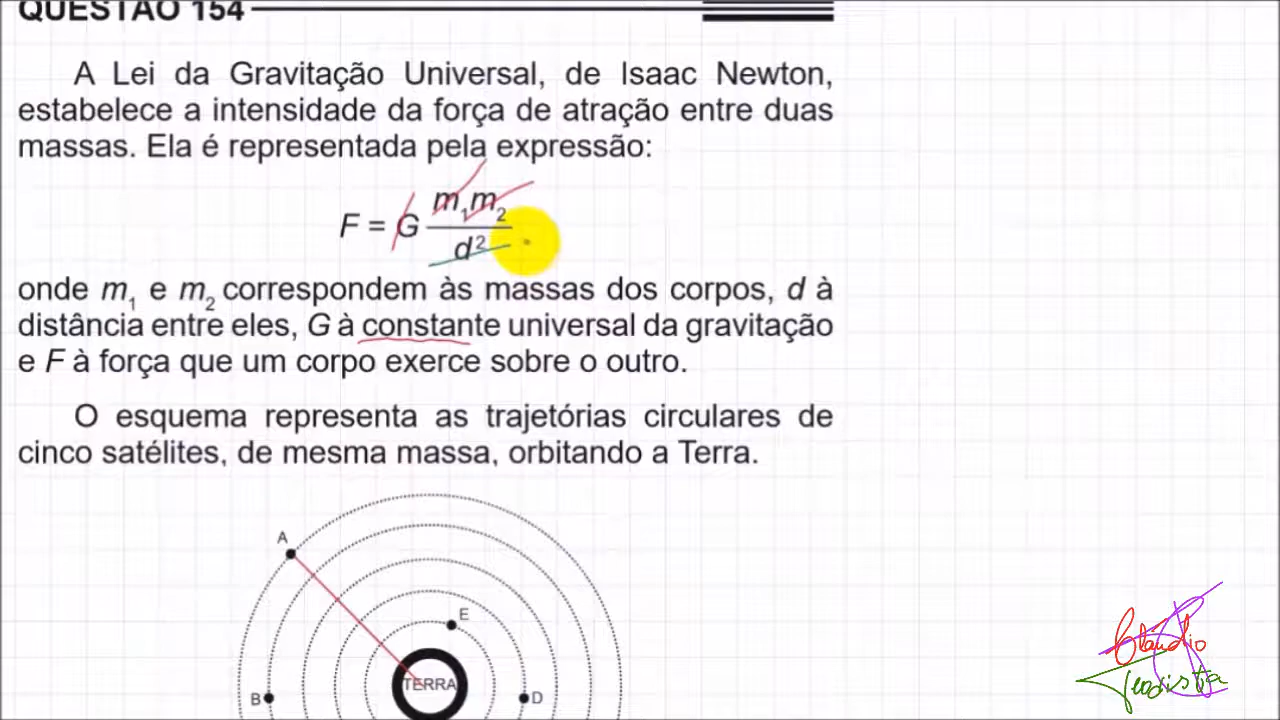 QUESTÃO 154
A Lei da Gravitação Universal, de Isaac Newton,
estabelece a intensidade da força de atração entre duas
massas. Ela é representada pela expressão:
F = G m₁m₂ / d²
onde m₁ e m₂ correspondem às massas dos corpos, d à
distância entre eles, G à constante universal da gravitação
e F à força que um corpo exerce sobre o outro.
O esquema representa as trajetórias circulares de
cinco satélites, de mesma massa, orbitando a Terra.
A
E
TERRA
B
D
Cláudio
Teodista